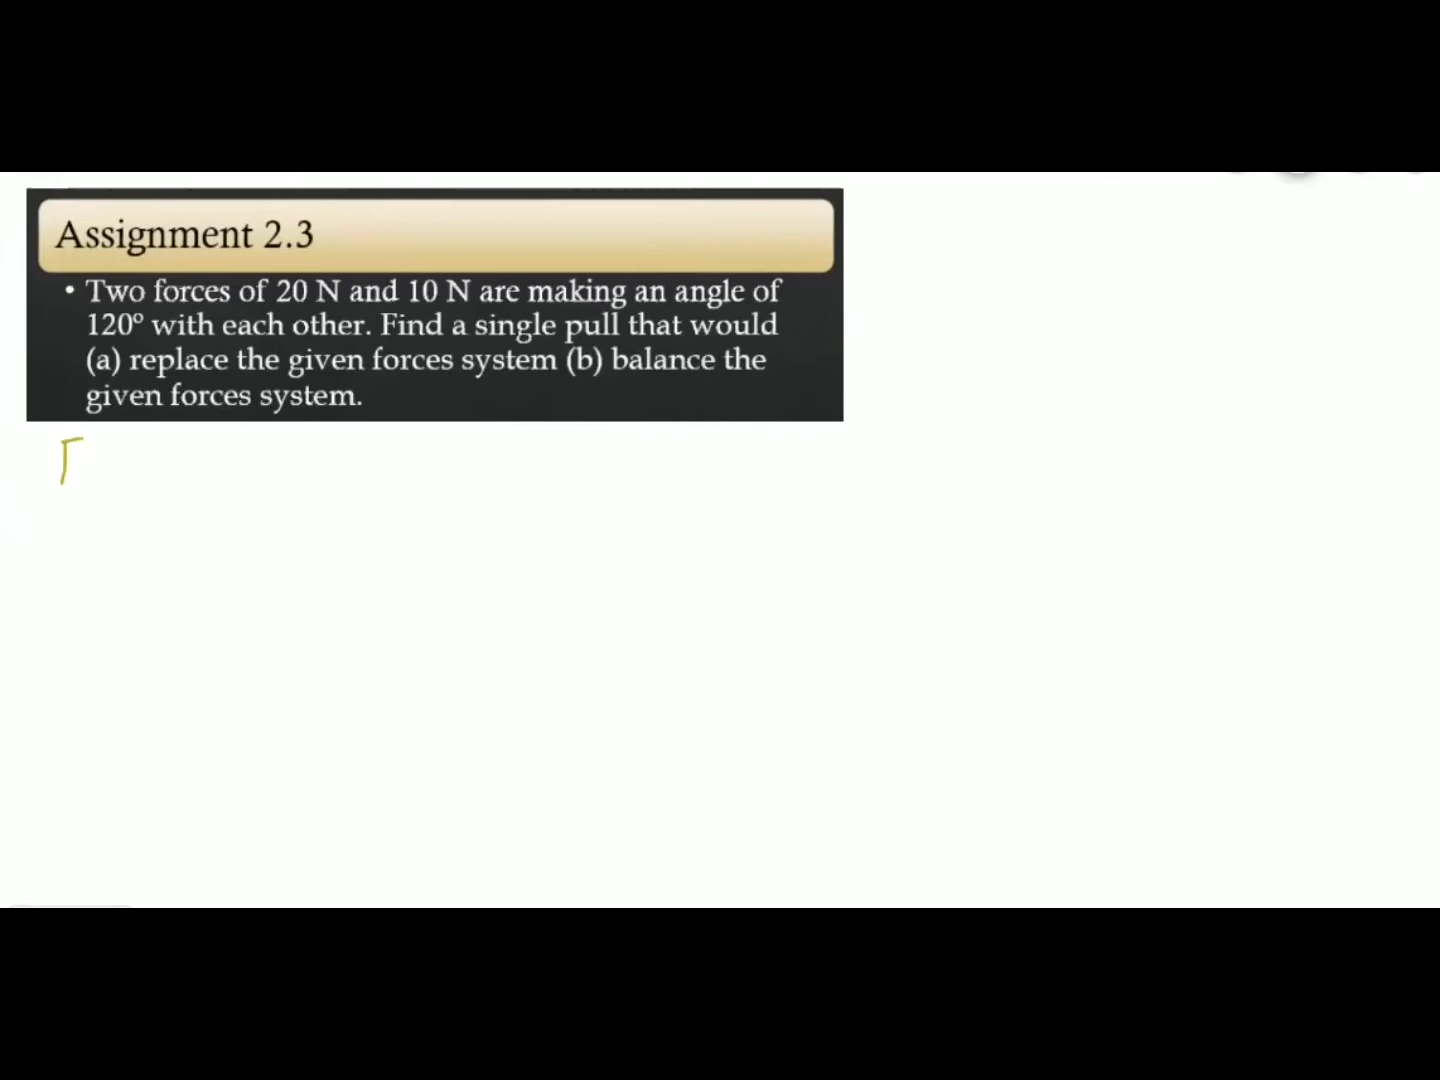 Assignment 2.3
• Two forces of 20 N and 10 N are making an angle of
120º with each other. Find a single pull that would
(a) replace the given forces system (b) balance the
given forces system.